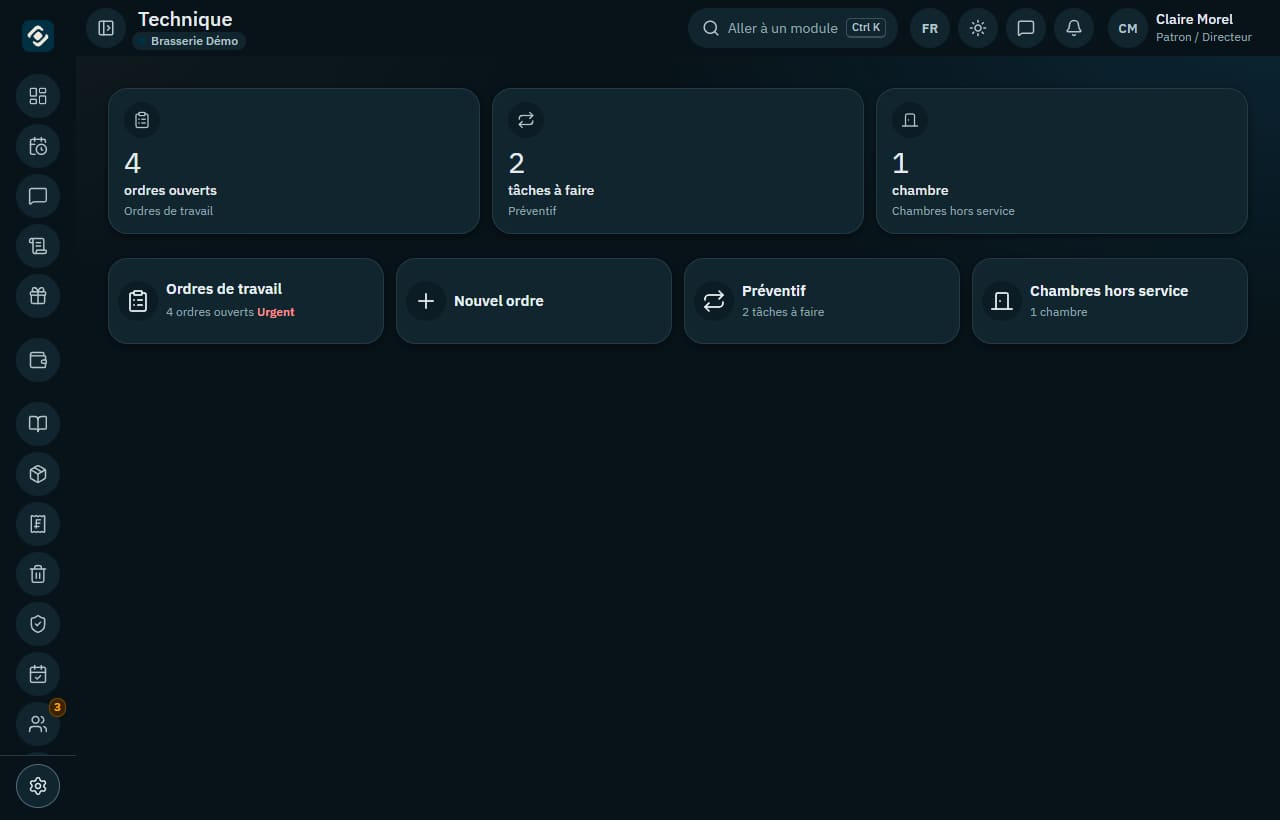 Technique
Brasserie Démo
Aller à un module Ctrl K
FR
CM
Claire Morel
Patron / Directeur
4
ordres ouverts
Ordres de travail
2
tâches à faire
Préventif
1
chambre
Chambres hors service
Ordres de travail
4 ordres ouverts Urgent
Nouvel ordre
Préventif
2 tâches à faire
Chambres hors service
1 chambre
3